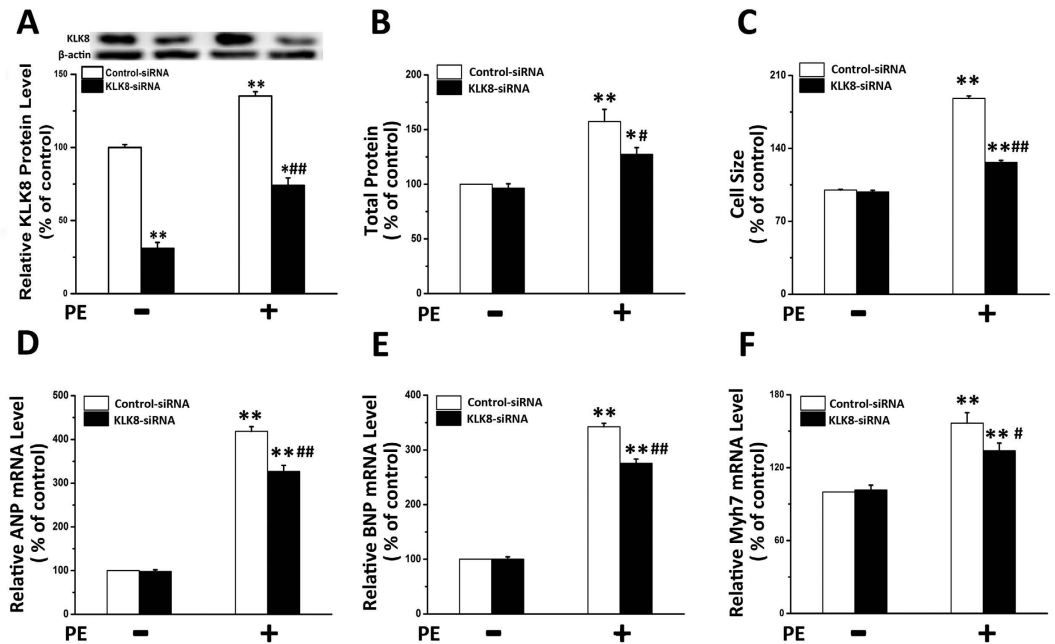 A
KLK8
β-actin
Control-siRNA
KLK8-siRNA
Relative KLK8 Protein Level
(% of control)
150
100
50
0
**
**
*##
PE - +
B
Control-siRNA
KLK8-siRNA
Total Protein
( % of control)
200
150
100
50
0
**
*#
PE - +
C
Control-siRNA
KLK8-siRNA
Cell Size
( % of control)
210
140
70
0
**
**##
PE - +
D
Control-siRNA
KLK8-siRNA
Relative ANP mRNA Level
( % of control)
500
400
300
200
100
0
**
**##
PE - +
E
Control-siRNA
KLK8-siRNA
Relative BNP mRNA Level
( % of control)
400
300
200
100
0
**
**##
PE - +
F
Control-siRNA
KLK8-siRNA
Relative Myh7 mRNA Level
( % of control)
180
120
60
0
**
** #
PE - +